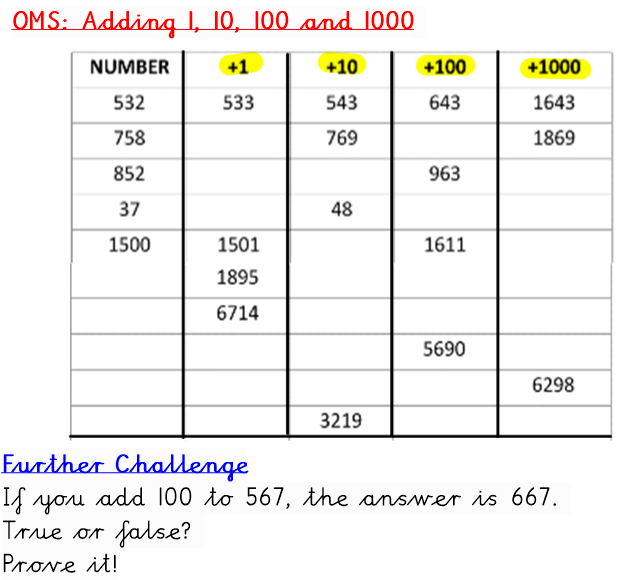 OMS: Adding 1, 10, 100 and 1000
NUMBER +1 +10 +100 +1000
532 533 543 643 1643
758 769 1869
852 963
37 48
1500 1501 1611
1895
6714
5690
6298
3219
Further Challenge
If you add 100 to 567, the answer is 667.
True or false?
Prove it!